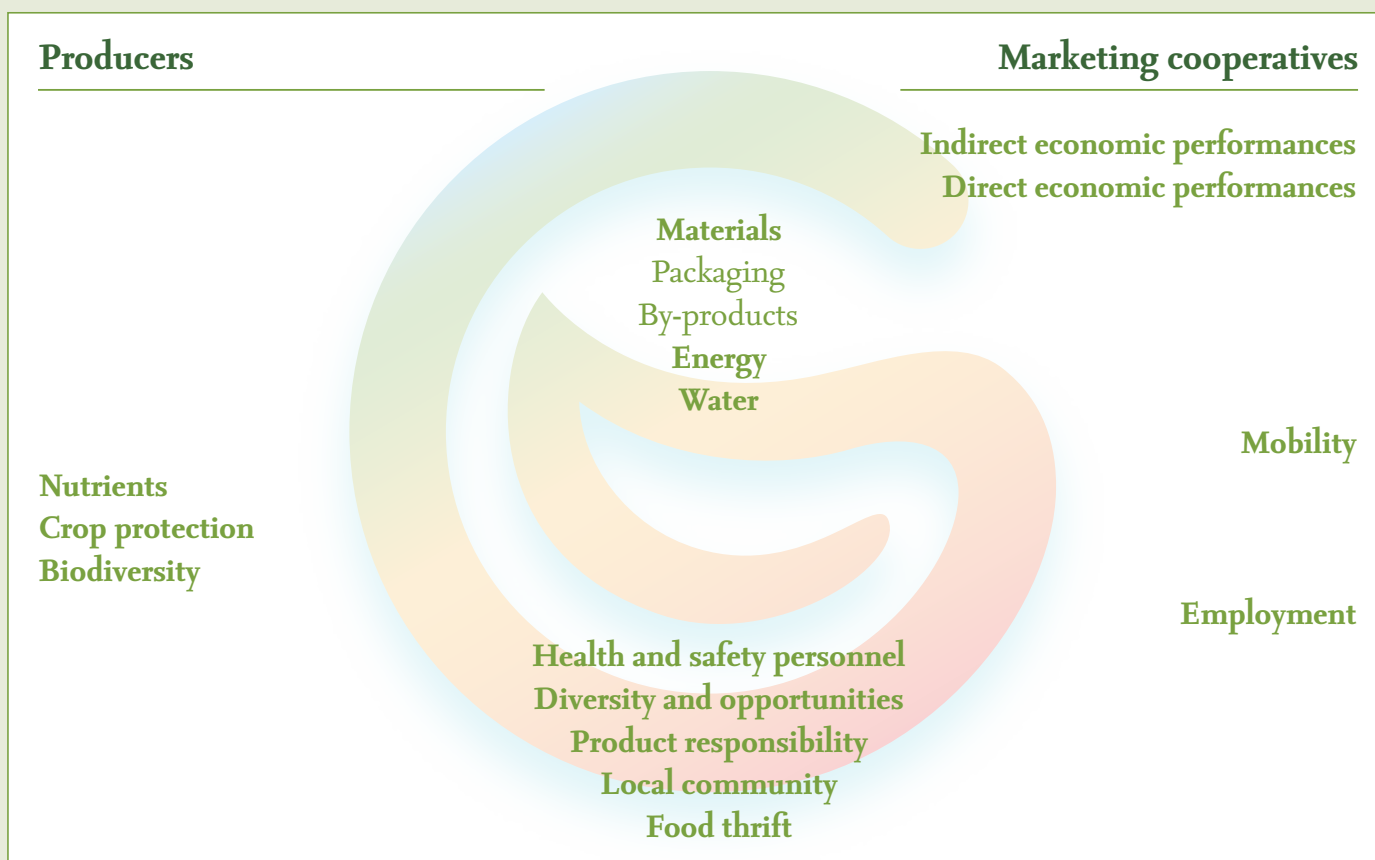 Producers
Marketing cooperatives
Indirect economic performances
Direct economic performances
Materials
Packaging
By-products
Energy
Water
Mobility
Nutrients
Crop protection
Biodiversity
Employment
Health and safety personnel
Diversity and opportunities
Product responsibility
Local community
Food thrift